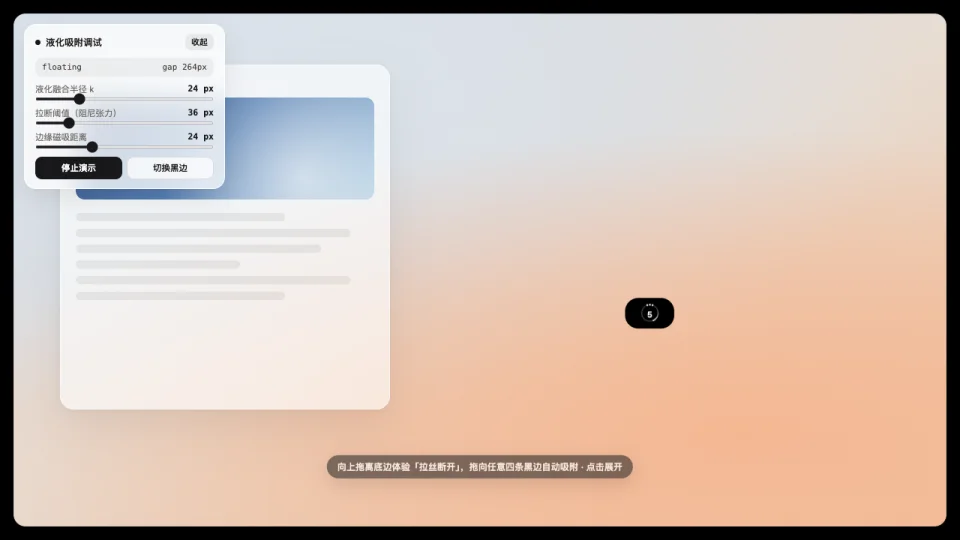 液化吸附调试
收起
floating
gap 264px
液化融合半径 k
24 px
拉断阈值（阻尼张力）
36 px
边缘磁吸距离
24 px
停止演示
切换黑边
5
向上拖离底边体验「拉丝断开」，拖向任意四条黑边自动吸附 · 点击展开